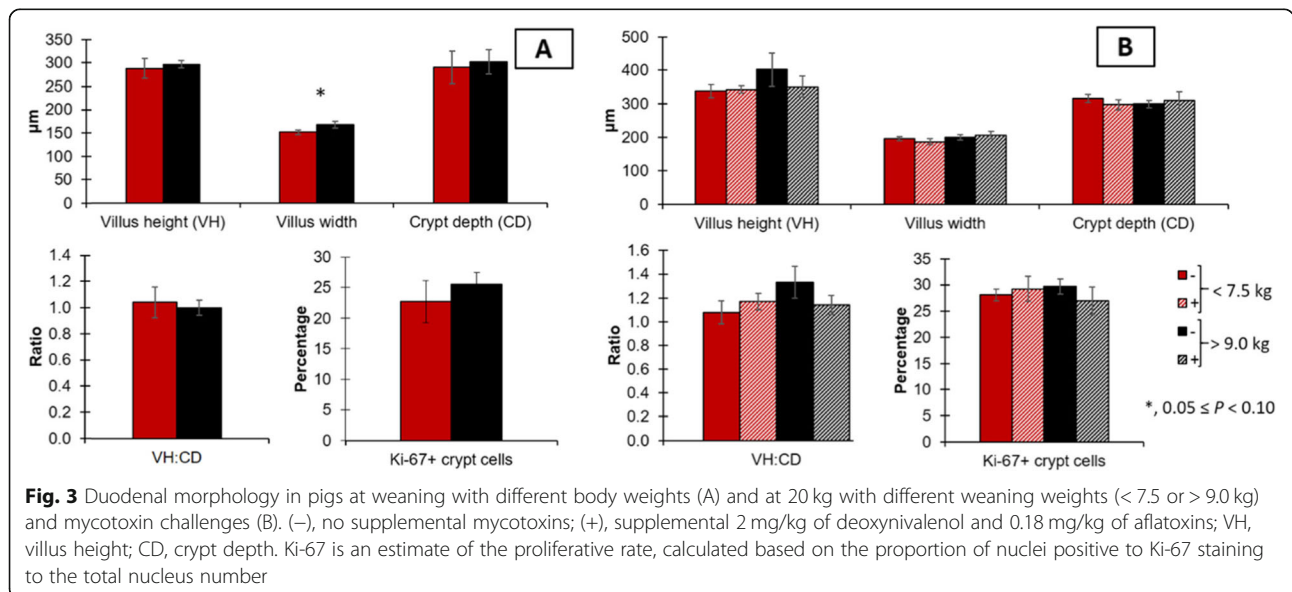 A
350
300
250
200
150
100
50
0
µm
*
Villus height (VH) Villus width Crypt depth (CD)
B
500
400
300
200
100
0
µm
Villus height (VH) Villus width Crypt depth (CD)
1.4
1.2
1.0
0.8
0.6
0.4
0.2
0.0
Ratio
VH:CD
30
25
20
15
10
5
0
Percentage
Ki-67+ crypt cells
1.6
1.4
1.2
1.0
0.8
0.6
0.4
0.2
0.0
Ratio
VH:CD
35
30
25
20
15
10
5
0
Percentage
Ki-67+ crypt cells
-
+
< 7.5 kg
-
+
> 9.0 kg
*, 0.05 ≤ P < 0.10
Fig. 3 Duodenal morphology in pigs at weaning with different body weights (A) and at 20 kg with different weaning weights (< 7.5 or > 9.0 kg)
and mycotoxin challenges (B). (−), no supplemental mycotoxins; (+), supplemental 2 mg/kg of deoxynivalenol and 0.18 mg/kg of aflatoxins; VH,
villus height; CD, crypt depth. Ki-67 is an estimate of the proliferative rate, calculated based on the proportion of nuclei positive to Ki-67 staining
to the total nucleus number